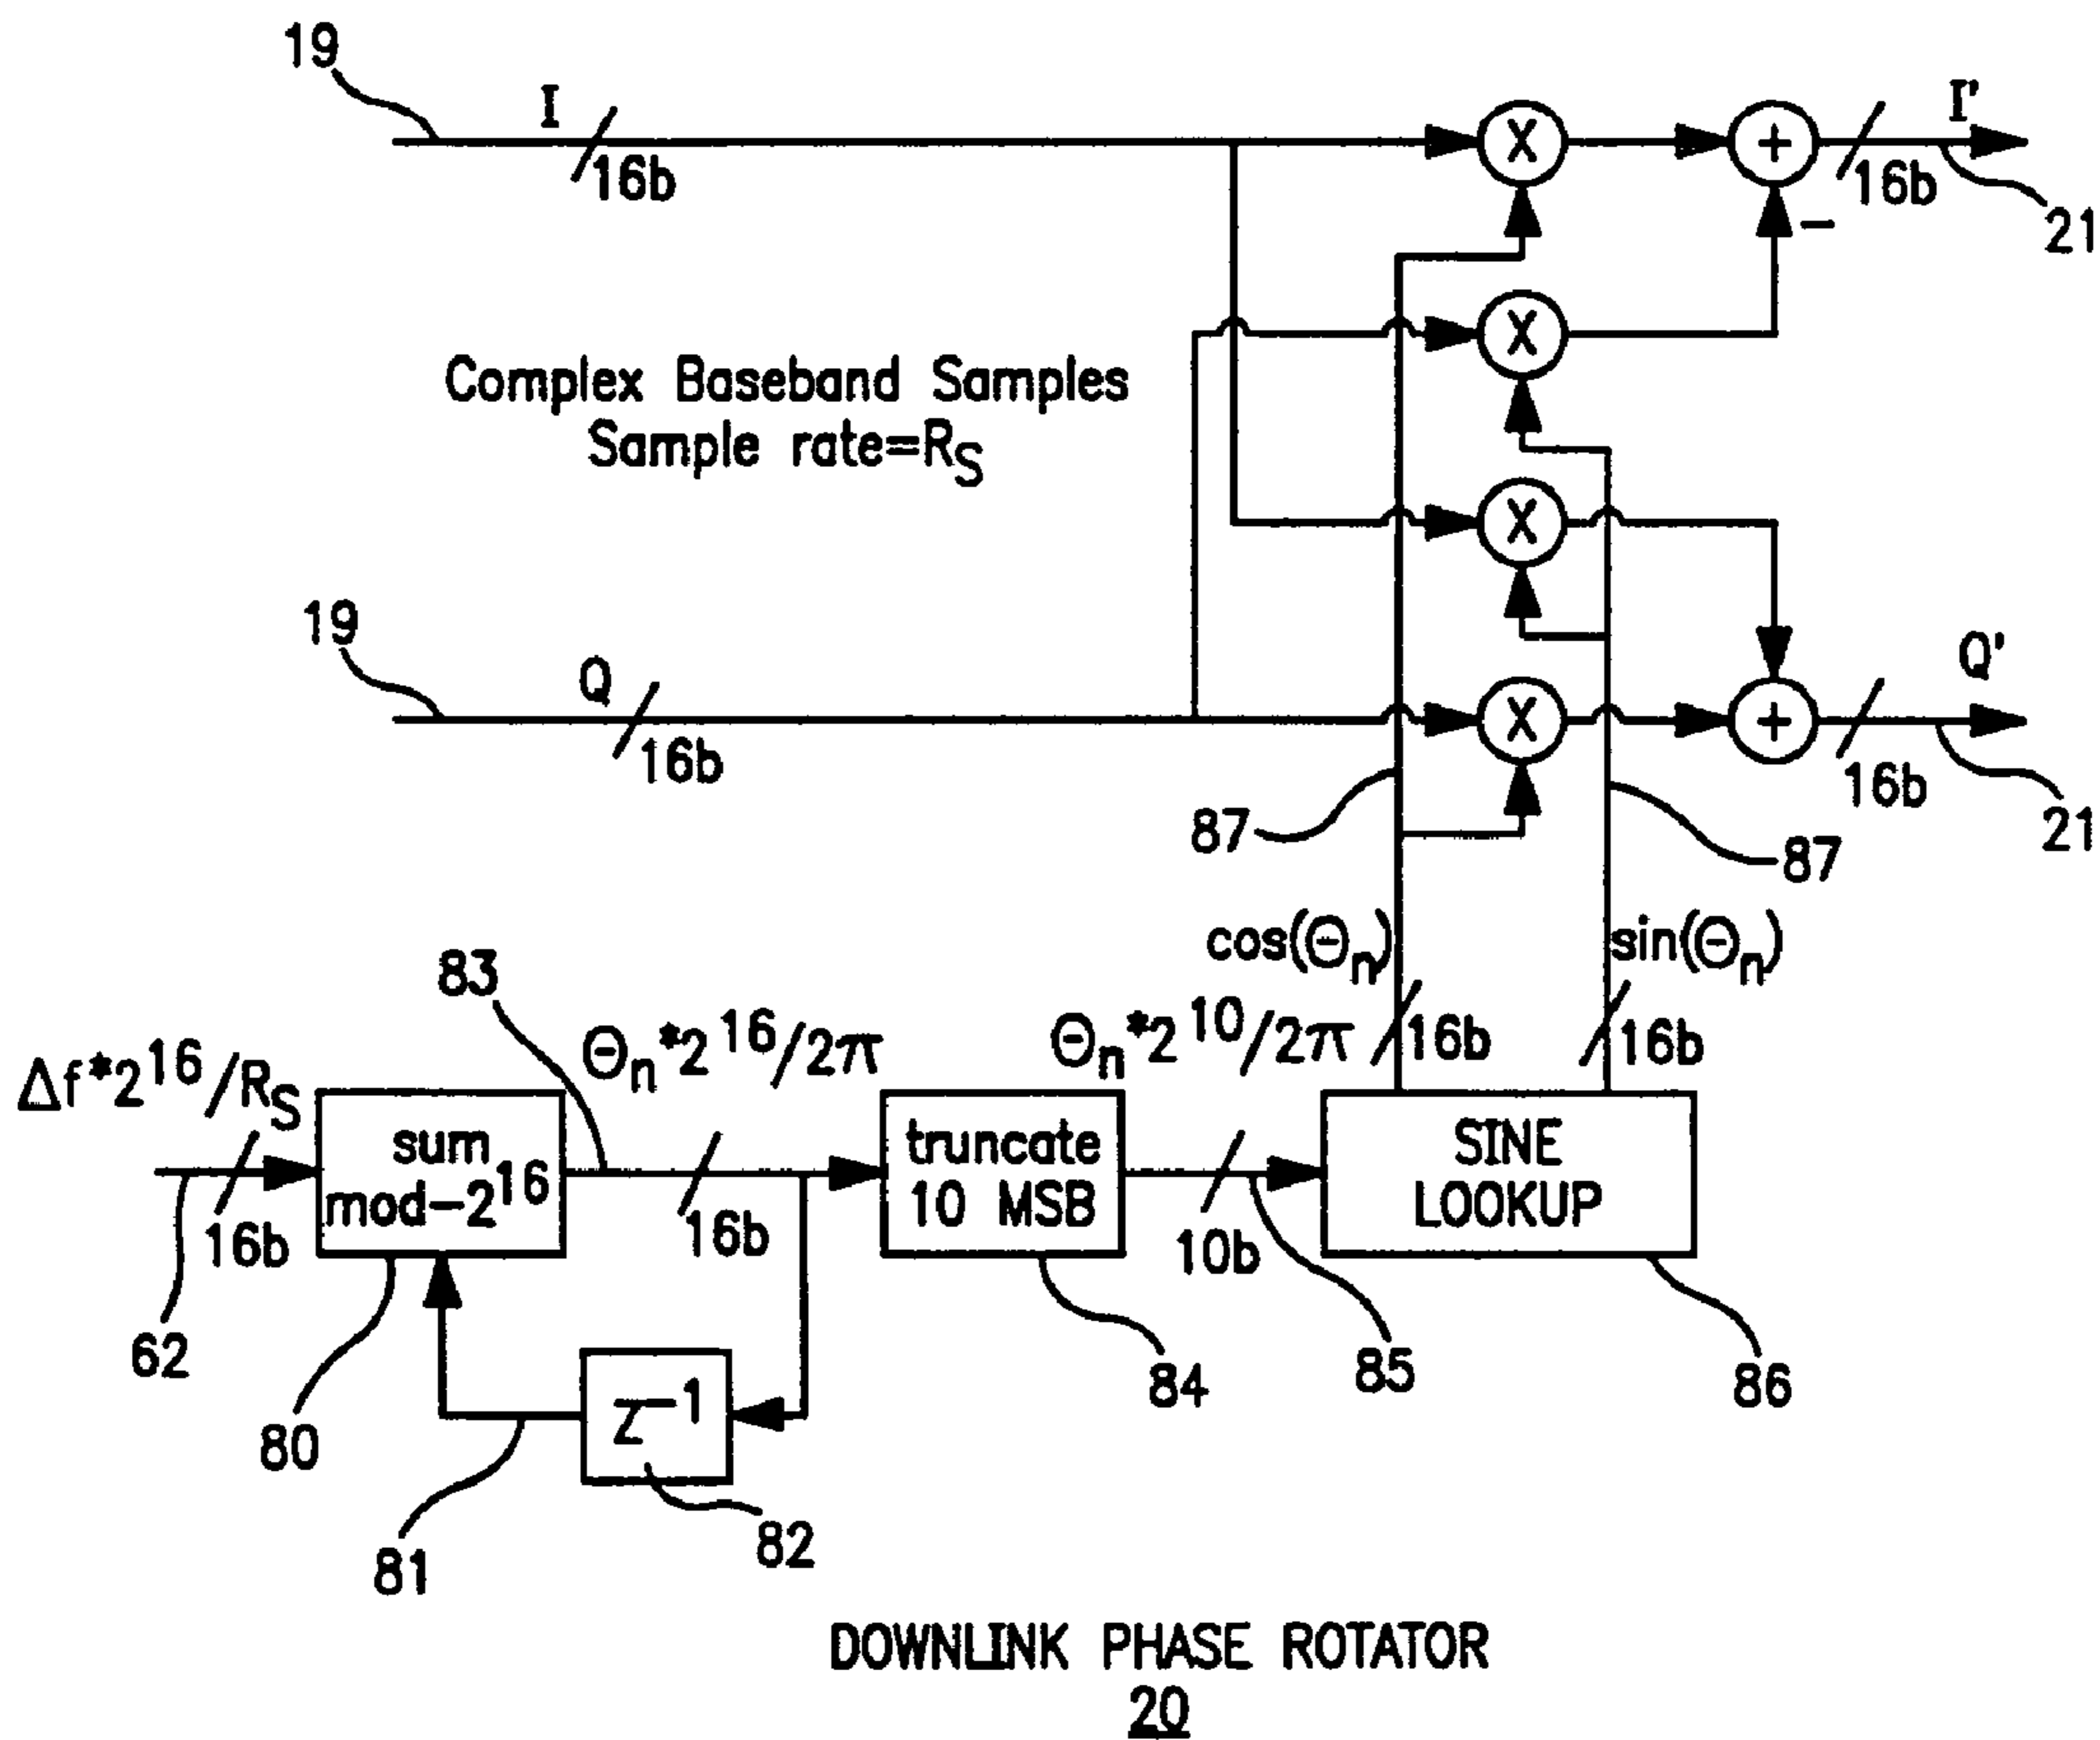 19
I
16b
X
+
I'
16b
21
–
X
Complex Baseband Samples
Sample rate=R_S
X
19
Q
16b
X
+
Q'
16b
21
87
87
cos(Θ_n)
sin(Θ_n)
16b
16b
83
Δf*2^16/R_S
Θ_n*2^16/2π
Θ_n*2^10/2π
sum
mod-2^16
truncate
10 MSB
SINE
LOOKUP
16b
16b
10b
62
80
Z^-1
81
82
84
85
86
DOWNLINK PHASE ROTATOR
20